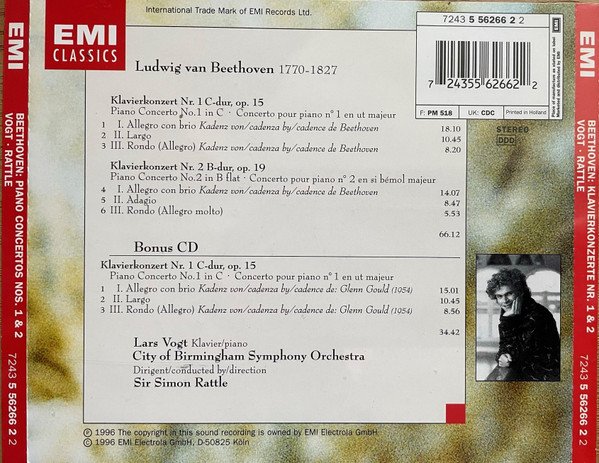 International Trade Mark of EMI Records Ltd.
EMI
CLASSICS
7243 5 56266 2 2
7 24355 62662 2
F: PM 518
UK: CDC
Printed in Holland
STEREO
DDD
Ludwig van Beethoven 1770-1827
Klavierkonzert Nr. 1 C-dur, op. 15
Piano Concerto No.1 in C · Concerto pour piano n° 1 en ut majeur
1 I. Allegro con brio Kadenz von/cadenza by/cadence de Beethoven 18.10
2 II. Largo 10.45
3 III. Rondo (Allegro) Kadenz von/cadenza by/cadence de Beethoven 8.20
Klavierkonzert Nr. 2 B-dur, op. 19
Piano Concerto No.2 in B flat · Concerto pour piano n° 2 en si bémol majeur
4 I. Allegro con brio Kadenz von/cadenza by/cadence de Beethoven 14.07
5 II. Adagio 8.47
6 III. Rondo (Allegro molto) 5.53
66.12
Bonus CD
Klavierkonzert Nr. 1 C-dur, op. 15
Piano Concerto No.1 in C · Concerto pour piano n° 1 en ut majeur
1 I. Allegro con brio Kadenz von/cadenza by/cadence de: Glenn Gould (1054) 15.01
2 II. Largo 10.45
3 III. Rondo (Allegro) Kadenz von/cadenza by/cadence de: Glenn Gould (1054) 8.56
34.42
Lars Vogt Klavier/piano
City of Birmingham Symphony Orchestra
Dirigent/conducted by/direction
Sir Simon Rattle
℗ 1996 The copyright in this sound recording is owned by EMI Electrola GmbH.
© 1996 EMI Electrola GmbH, D-50825 Köln
EMI
BEETHOVEN: PIANO CONCERTOS NOS. 1 & 2
VOGT · RATTLE
7243 5 56266 2 2
EMI
BEETHOVEN: KLAVIERKONZERTE NR. 1 & 2
VOGT · RATTLE
7243 5 56266 2 2